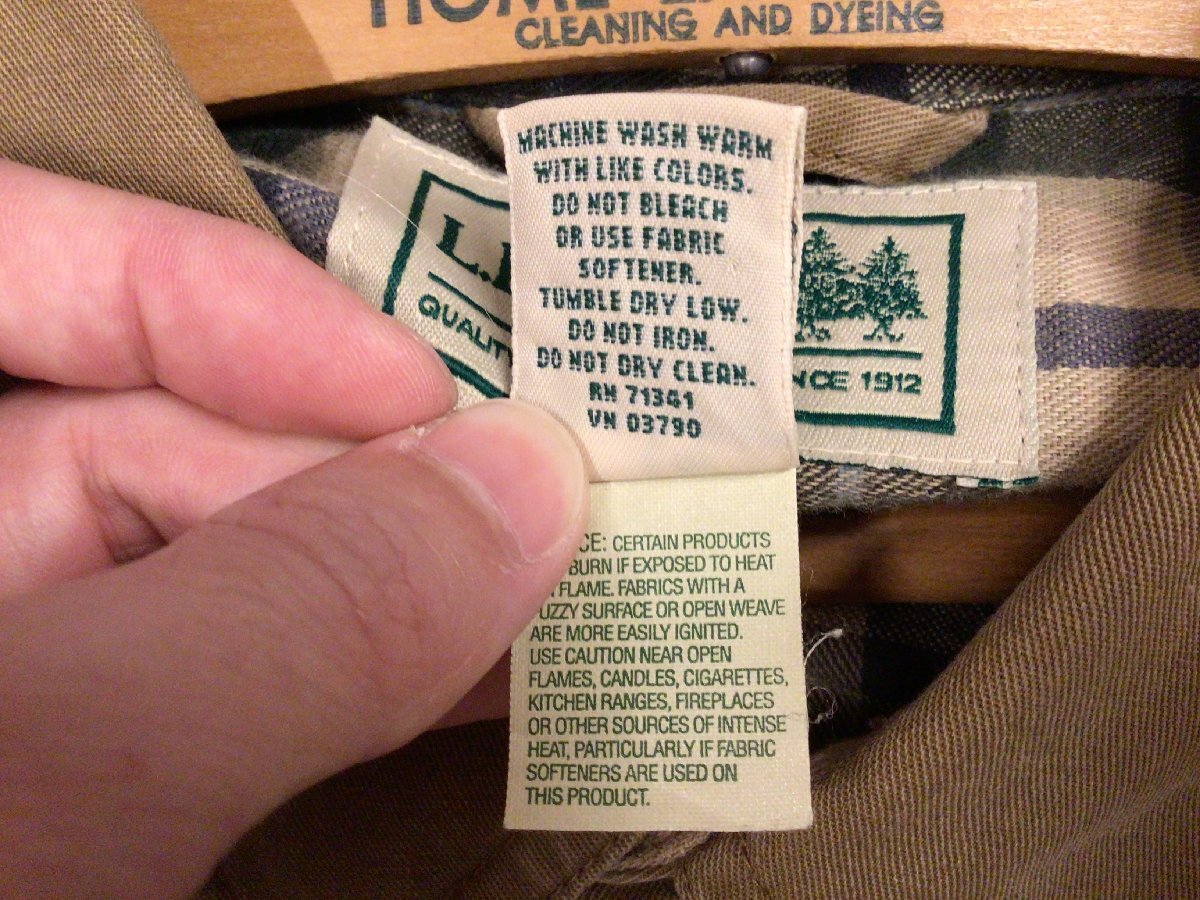 HOME
CLEANING AND DYEING
MACHINE WASH WARM
WITH LIKE COLORS.
DO NOT BLEACH
OR USE FABRIC
SOFTENER.
TUMBLE DRY LOW.
DO NOT IRON.
DO NOT DRY CLEAN.
RN 71341
VN 03790
L.
QUALIT
NCE 1912
CE: CERTAIN PRODUCTS
BURN IF EXPOSED TO HEAT
FLAME. FABRICS WITH A
UZZY SURFACE OR OPEN WEAVE
ARE MORE EASILY IGNITED.
USE CAUTION NEAR OPEN
FLAMES, CANDLES, CIGARETTES,
KITCHEN RANGES, FIREPLACES
OR OTHER SOURCES OF INTENSE
HEAT, PARTICULARLY IF FABRIC
SOFTENERS ARE USED ON
THIS PRODUCT.